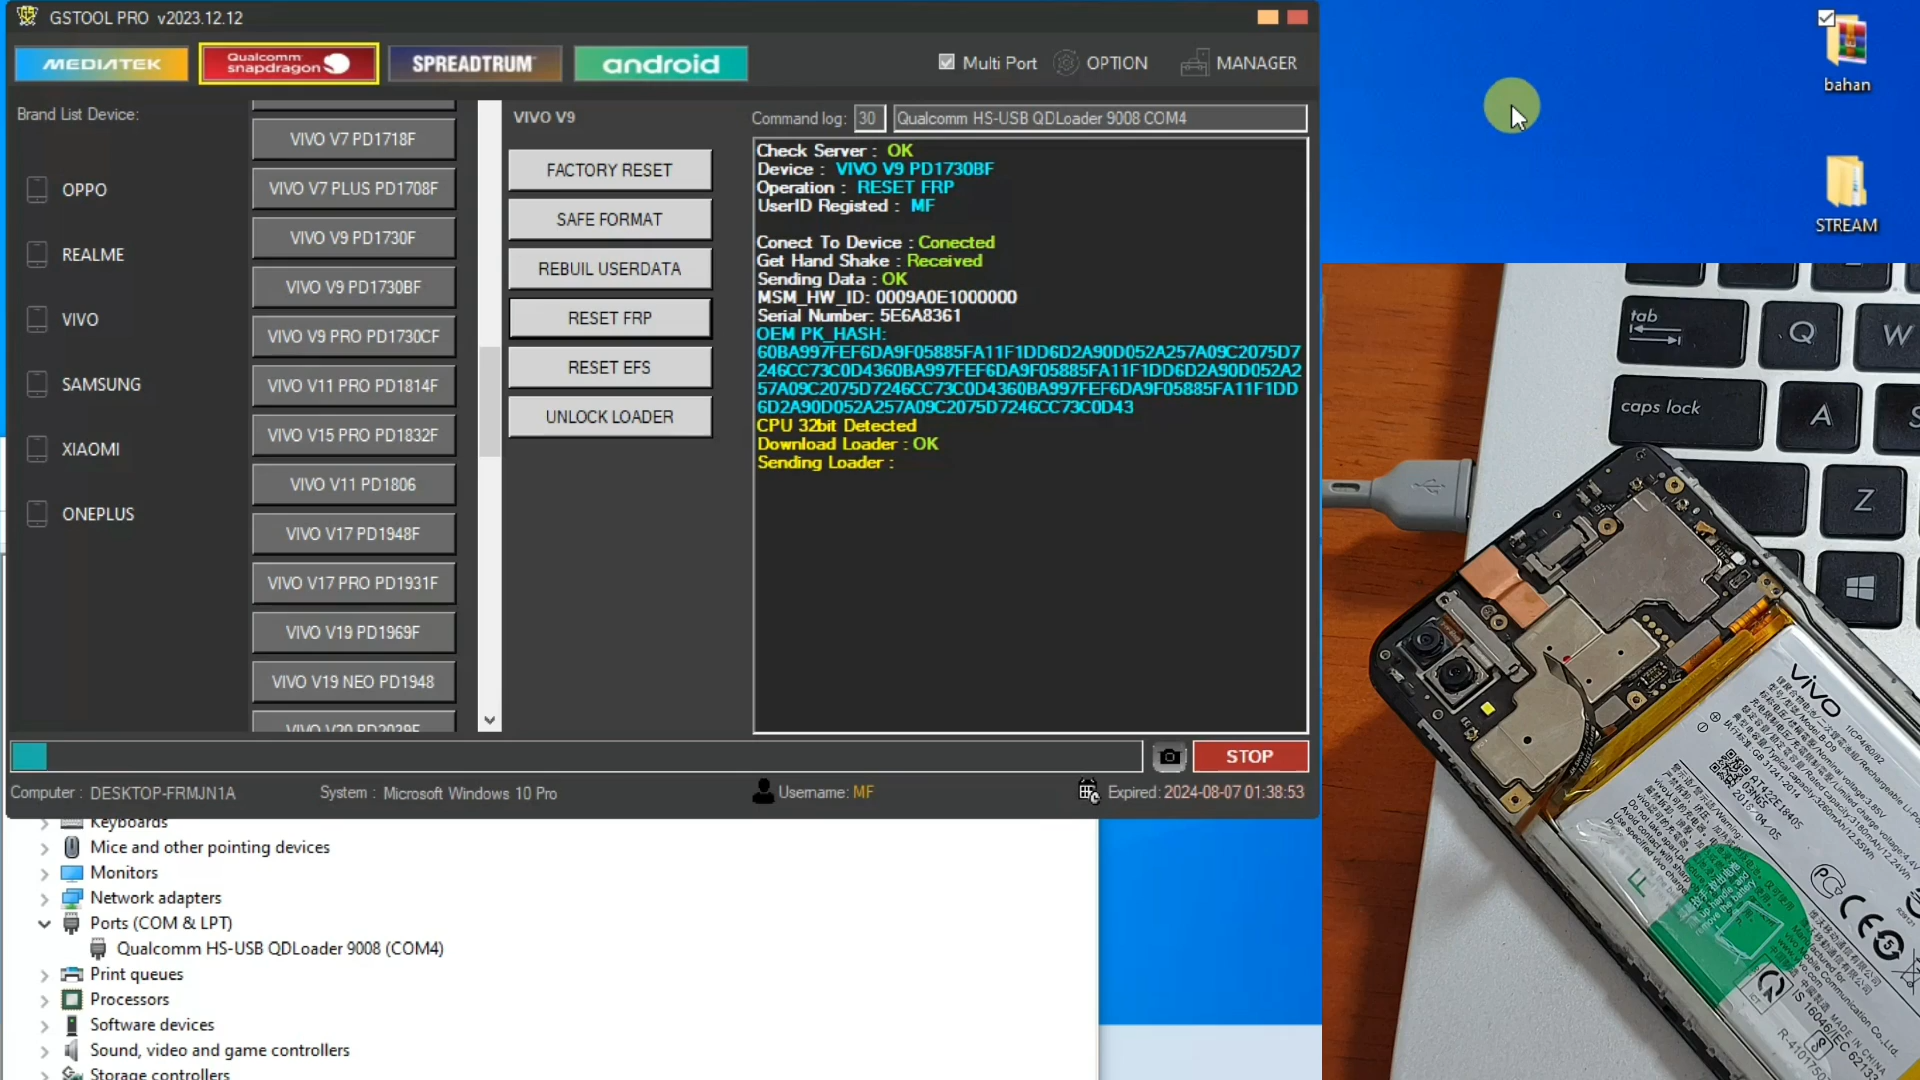 GSTOOL PRO v2023.12.12
MEDIATEK
Qualcomm
snapdragon
SPREADTRUM
android
Multi Port
OPTION
MANAGER
Brand List Device:
OPPO
REALME
VIVO
SAMSUNG
XIAOMI
ONEPLUS
VIVO V7 PD1718F
VIVO V7 PLUS PD1708F
VIVO V9 PD1730F
VIVO V9 PD1730BF
VIVO V9 PRO PD1730CF
VIVO V11 PRO PD1814F
VIVO V15 PRO PD1832F
VIVO V11 PD1806
VIVO V17 PD1948F
VIVO V17 PRO PD1931F
VIVO V19 PD1969F
VIVO V19 NEO PD1948
VIVO V20 PD2039F
VIVO V9
FACTORY RESET
SAFE FORMAT
REBUIL USERDATA
RESET FRP
RESET EFS
UNLOCK LOADER
Command log: 30 Qualcomm HS-USB QDLoader 9008 COM4
Check Server : OK
Device : VIVO V9 PD1730BF
Operation : RESET FRP
UserID Registed : MF
Conect To Device : Conected
Get Hand Shake : Received
Sending Data : OK
MSM_HW_ID: 0009A0E1000000
Serial Number: 5E6A8361
OEM PK_HASH:
60BA997FEF6DA9F05885FA11F1DD6D2A90D052A257A09C2075D7
246CC73C0D4360BA997FEF6DA9F05885FA11F1DD6D2A90D052A2
57A09C2075D7246CC73C0D4360BA997FEF6DA9F05885FA11F1DD
6D2A90D052A257A09C2075D7246CC73C0D43
CPU 32bit Detected
Download Loader : OK
Sending Loader :
STOP
Computer : DESKTOP-FRMJN1A
System : Microsoft Windows 10 Pro
Username: MF
Expired: 2024-08-07 01:38:53
Keyboards
Mice and other pointing devices
Monitors
Network adapters
Ports (COM & LPT)
Qualcomm HS-USB QDLoader 9008 (COM4)
Print queues
Processors
Software devices
Sound, video and game controllers
Storage controllers
bahan
STREAM
tab
Q
W
caps lock
A
S
Z
vivo